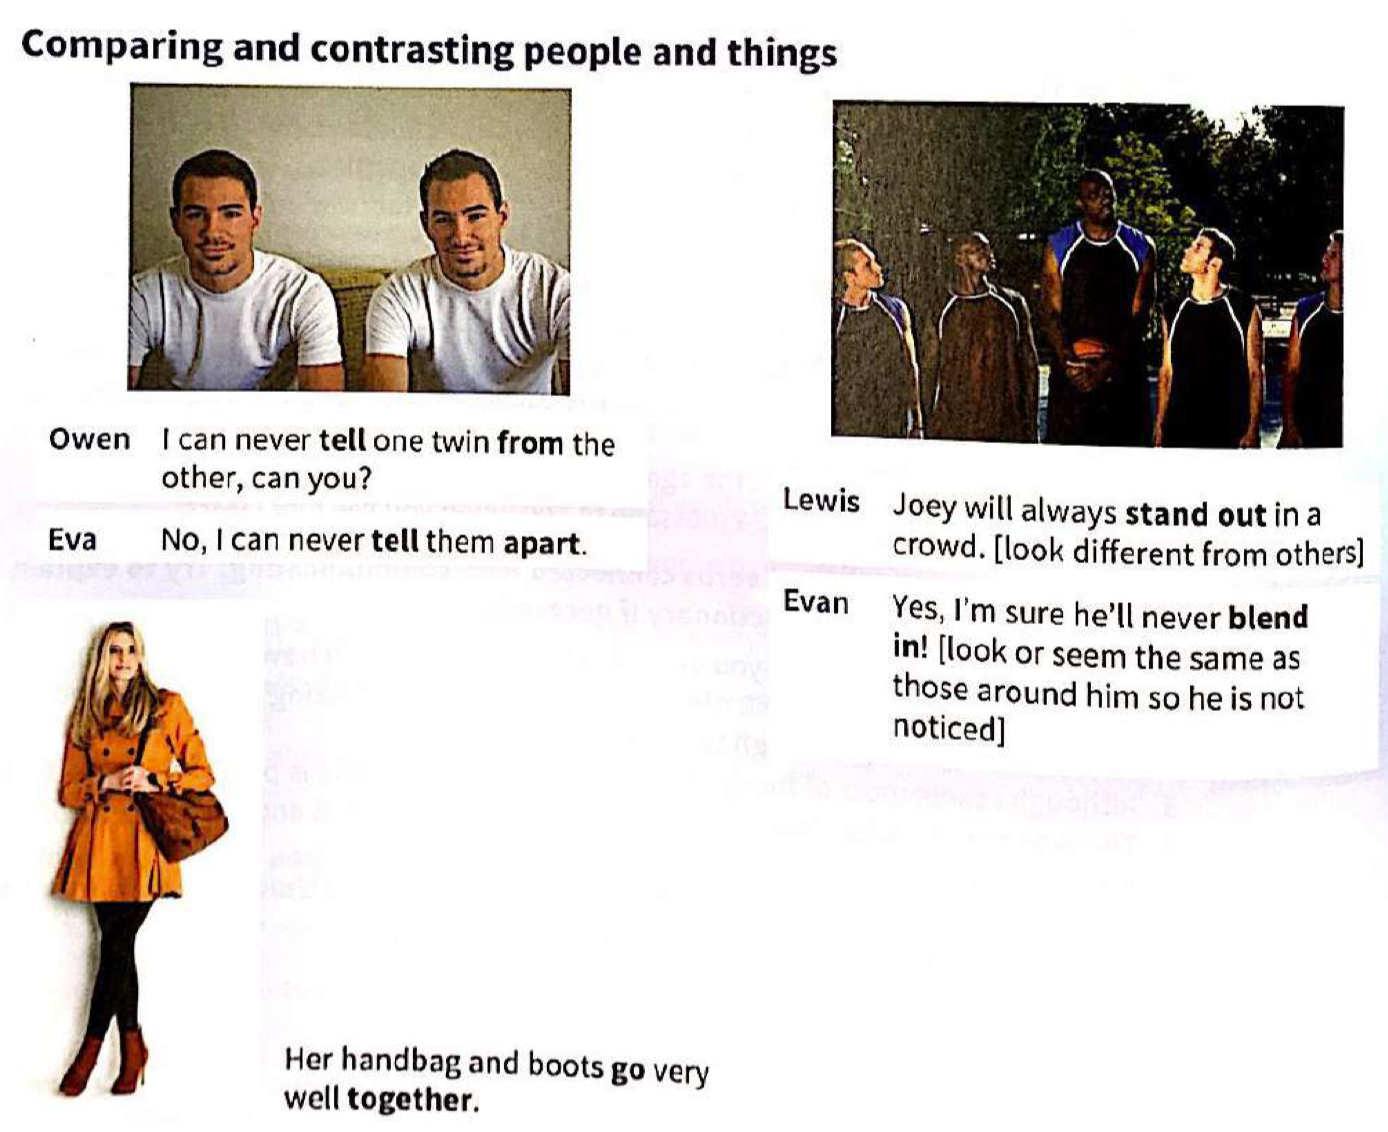 Comparing and contrasting people and things
Owen I can never tell one twin from the
other, can you?
Eva No, I can never tell them apart.
Lewis Joey will always stand out in a
crowd. [look different from others]
Evan Yes, I'm sure he'll never blend
in! [look or seem the same as
those around him so he is not
noticed]
Her handbag and boots go very
well together.